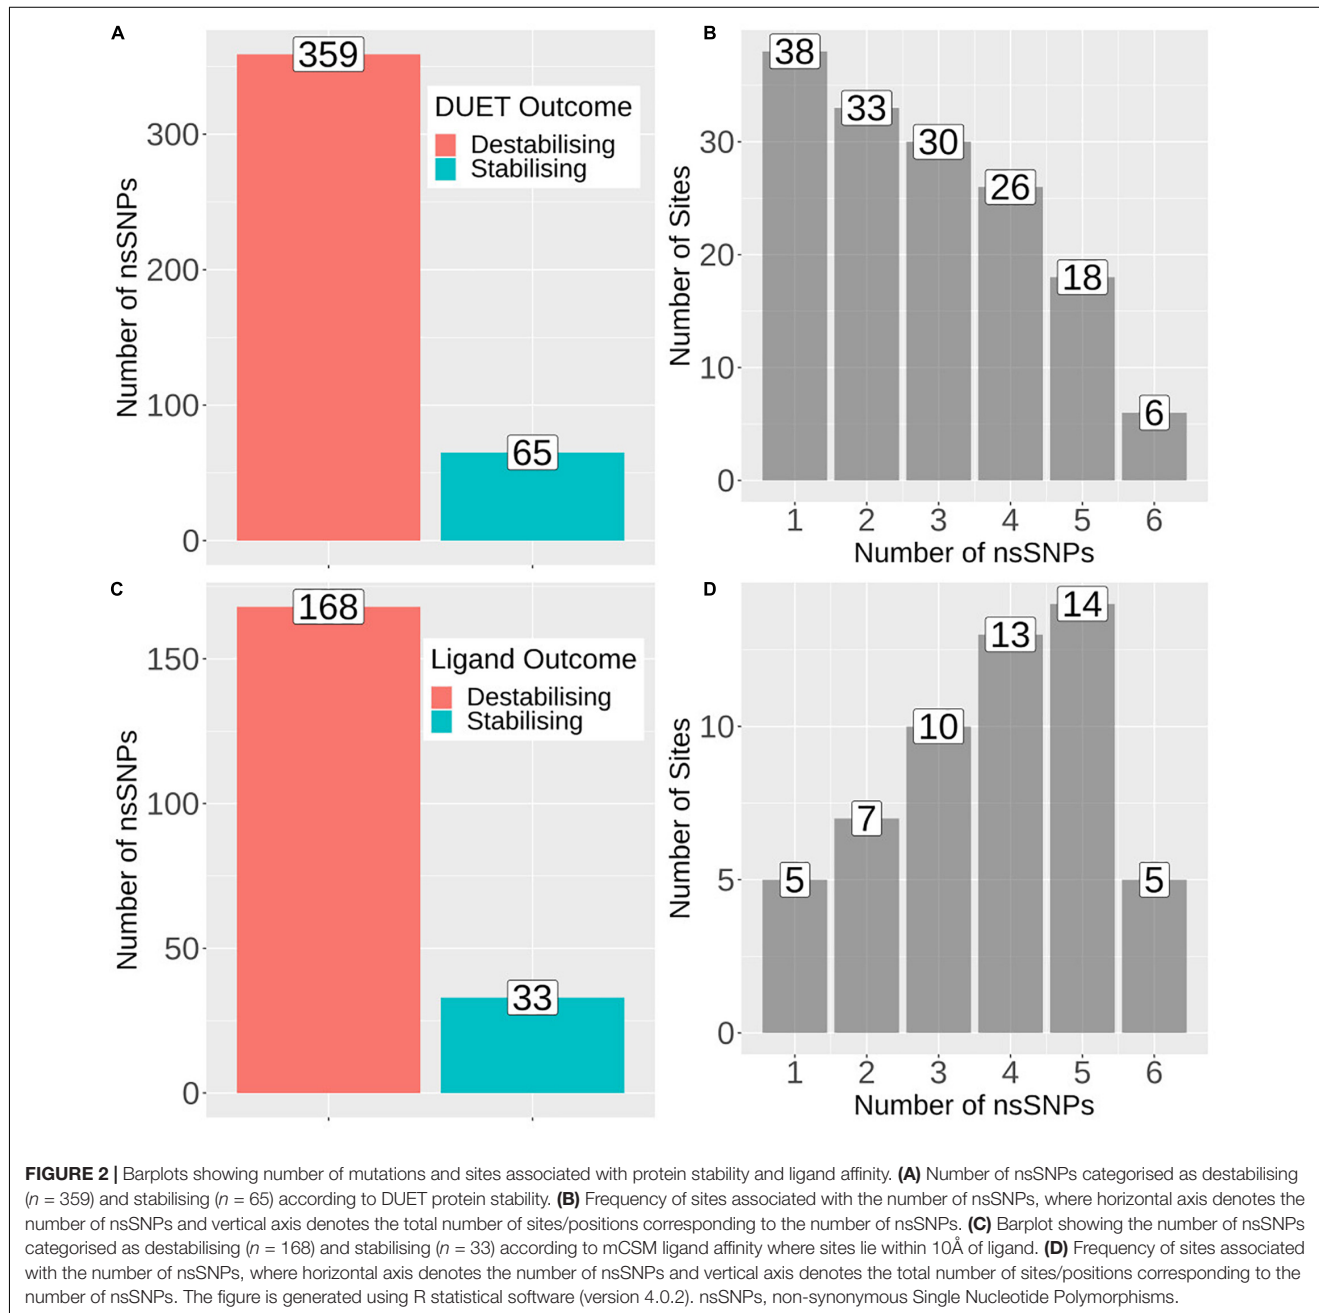 A
359
DUET Outcome
Destabilising
Stabilising
Number of nsSNPs
300
200
100
0
65
B
38
33
30
26
18
6
Number of Sites
30
20
10
0
1 2 3 4 5 6
Number of nsSNPs
C
168
Ligand Outcome
Destabilising
Stabilising
Number of nsSNPs
150
100
50
0
33
D
5
7
10
13
14
5
Number of Sites
10
5
0
1 2 3 4 5 6
Number of nsSNPs
FIGURE 2 | Barplots showing number of mutations and sites associated with protein stability and ligand affinity. (A) Number of nsSNPs categorised as destabilising
(n = 359) and stabilising (n = 65) according to DUET protein stability. (B) Frequency of sites associated with the number of nsSNPs, where horizontal axis denotes the
number of nsSNPs and vertical axis denotes the total number of sites/positions corresponding to the number of nsSNPs. (C) Barplot showing the number of nsSNPs
categorised as destabilising (n = 168) and stabilising (n = 33) according to mCSM ligand affinity where sites lie within 10Å of ligand. (D) Frequency of sites associated
with the number of nsSNPs, where horizontal axis denotes the number of nsSNPs and vertical axis denotes the total number of sites/positions corresponding to the
number of nsSNPs. The figure is generated using R statistical software (version 4.0.2). nsSNPs, non-synonymous Single Nucleotide Polymorphisms.